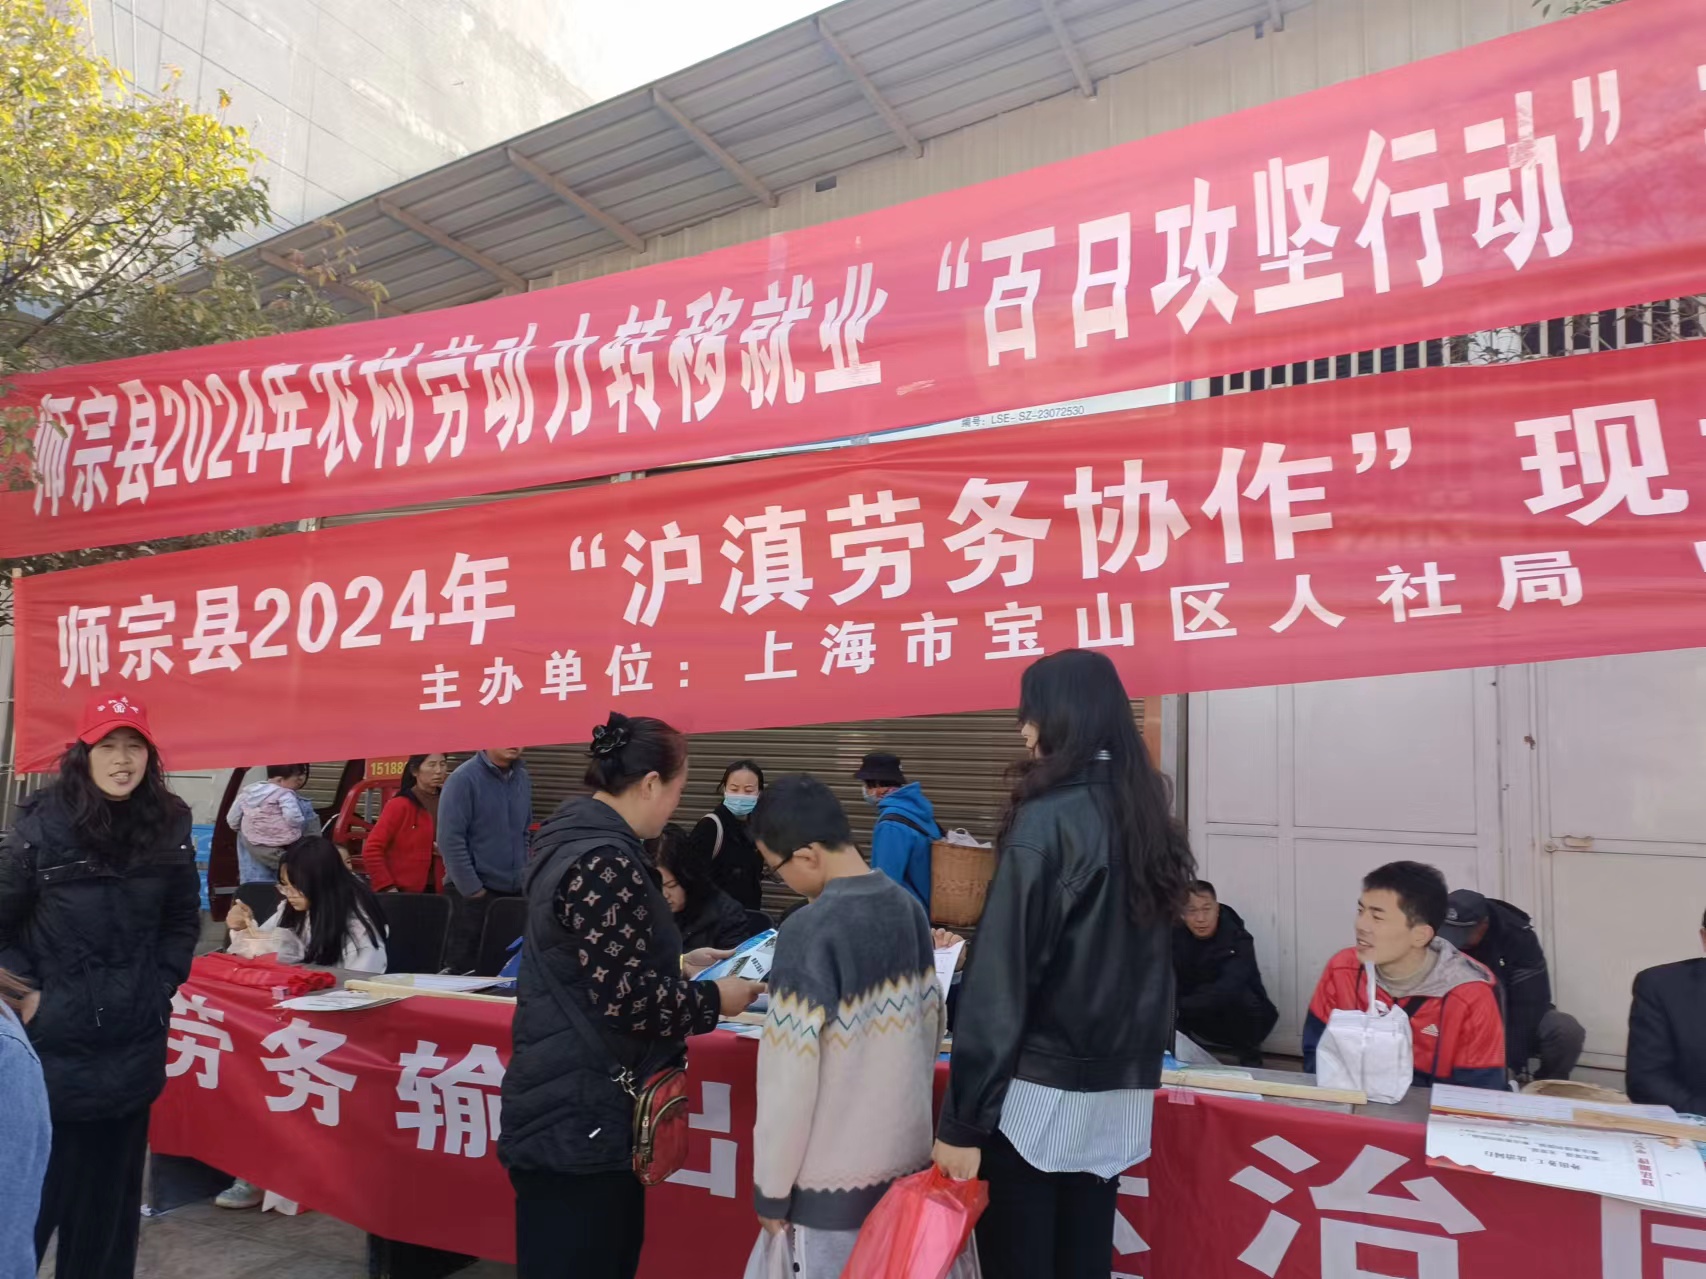 师宗县2024年农村劳动力转移就业“百日攻坚行动”
编号：LSE-SZ-23072530
师宗县2024年“沪滇劳务协作”现
主办单位：上海市宝山区人社局
15188
劳务输出
治